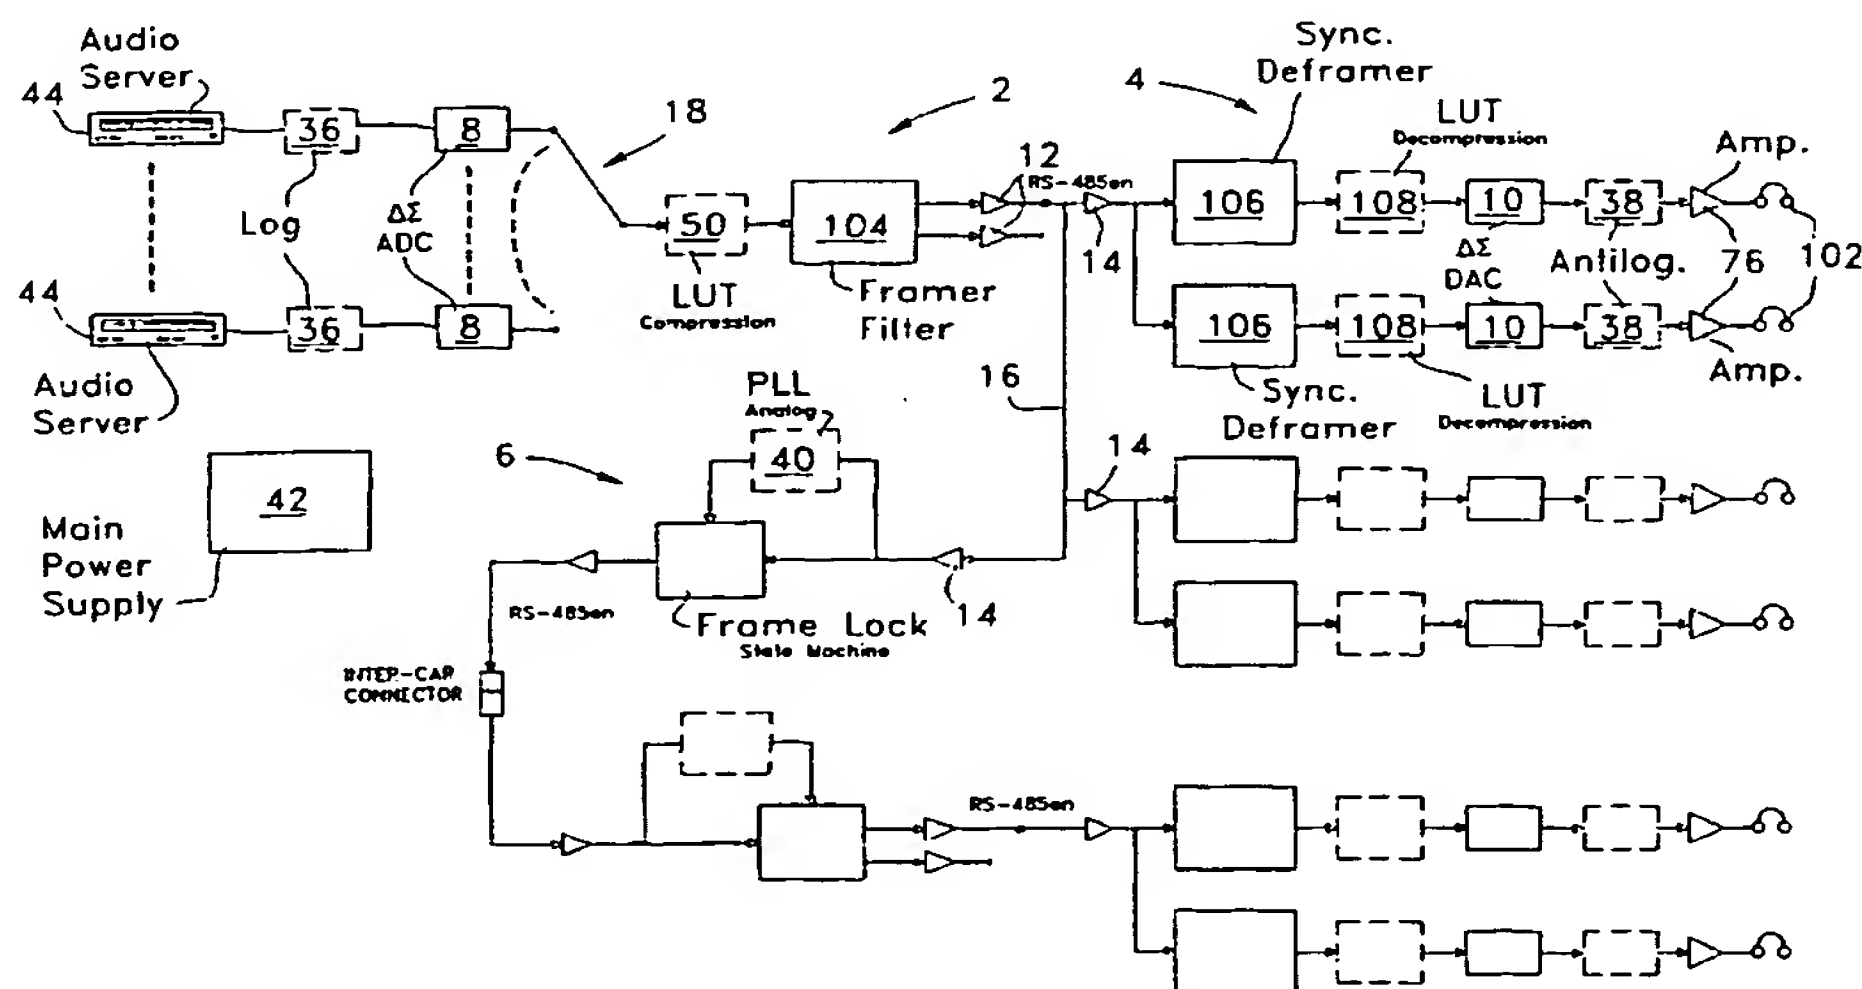 Audio
Server
44
36
8
18
2
4
Sync.
Deframer
LUT
Decompression
Amp.
12
RS-485en
14
50
104
106
108
10
38
Log
ΔΣ
ADC
LUT
Compression
Framer
Filter
ΔΣ
DAC
Antilog.
76
102
44
36
8
106
108
10
38
Audio
Server
16
Sync.
Deframer
LUT
Decompression
Amp.
PLL
Analog
40
6
14
42
Main
Power
Supply
RS-485en
Frame Lock
State Machine
14
INTER-CAR
CONNECTOR
RS-485en